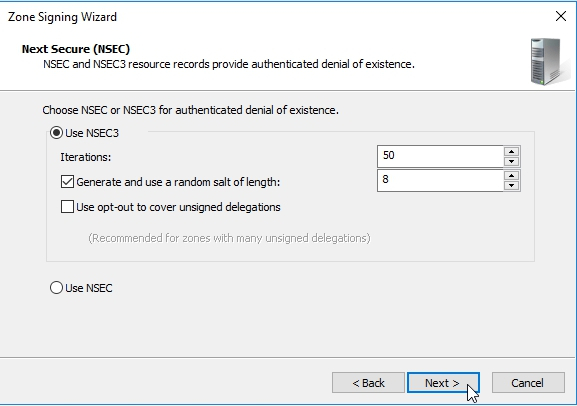 Zone Signing Wizard
Next Secure (NSEC)
NSEC and NSEC3 resource records provide authenticated denial of existence.
Choose NSEC or NSEC3 for authenticated denial of existence.
Use NSEC3
Iterations: 50
Generate and use a random salt of length: 8
Use opt-out to cover unsigned delegations
(Recommended for zones with many unsigned delegations)
Use NSEC
< Back Next > Cancel